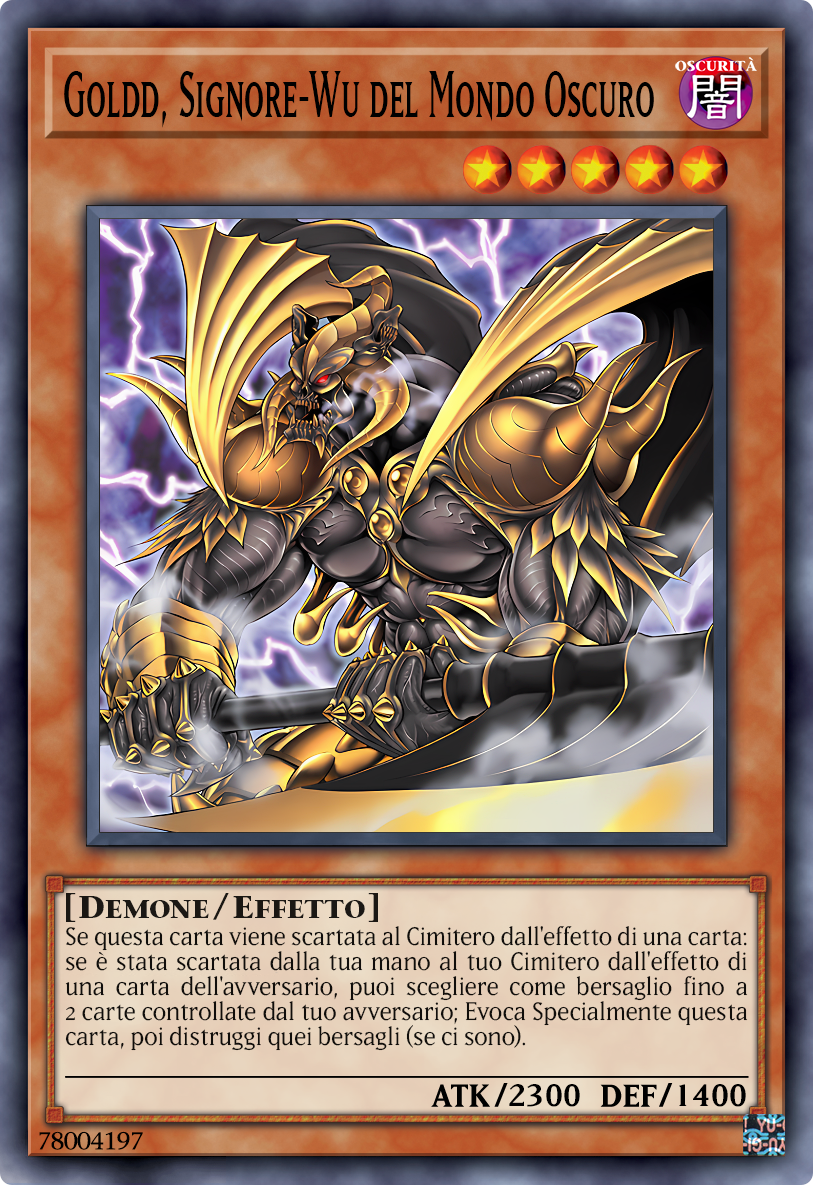 Goldd, Signore-Wu del Mondo Oscuro
OSCURITÀ
闇
[Demone/Effetto]
Se questa carta viene scartata al Cimitero dall'effetto di una carta:
se è stata scartata dalla tua mano al tuo Cimitero dall'effetto di
una carta dell'avversario, puoi scegliere come bersaglio fino a
2 carte controllate dal tuo avversario; Evoca Specialmente questa
carta, poi distruggi quei bersagli (se ci sono).
ATK/2300 DEF/1400
78004197